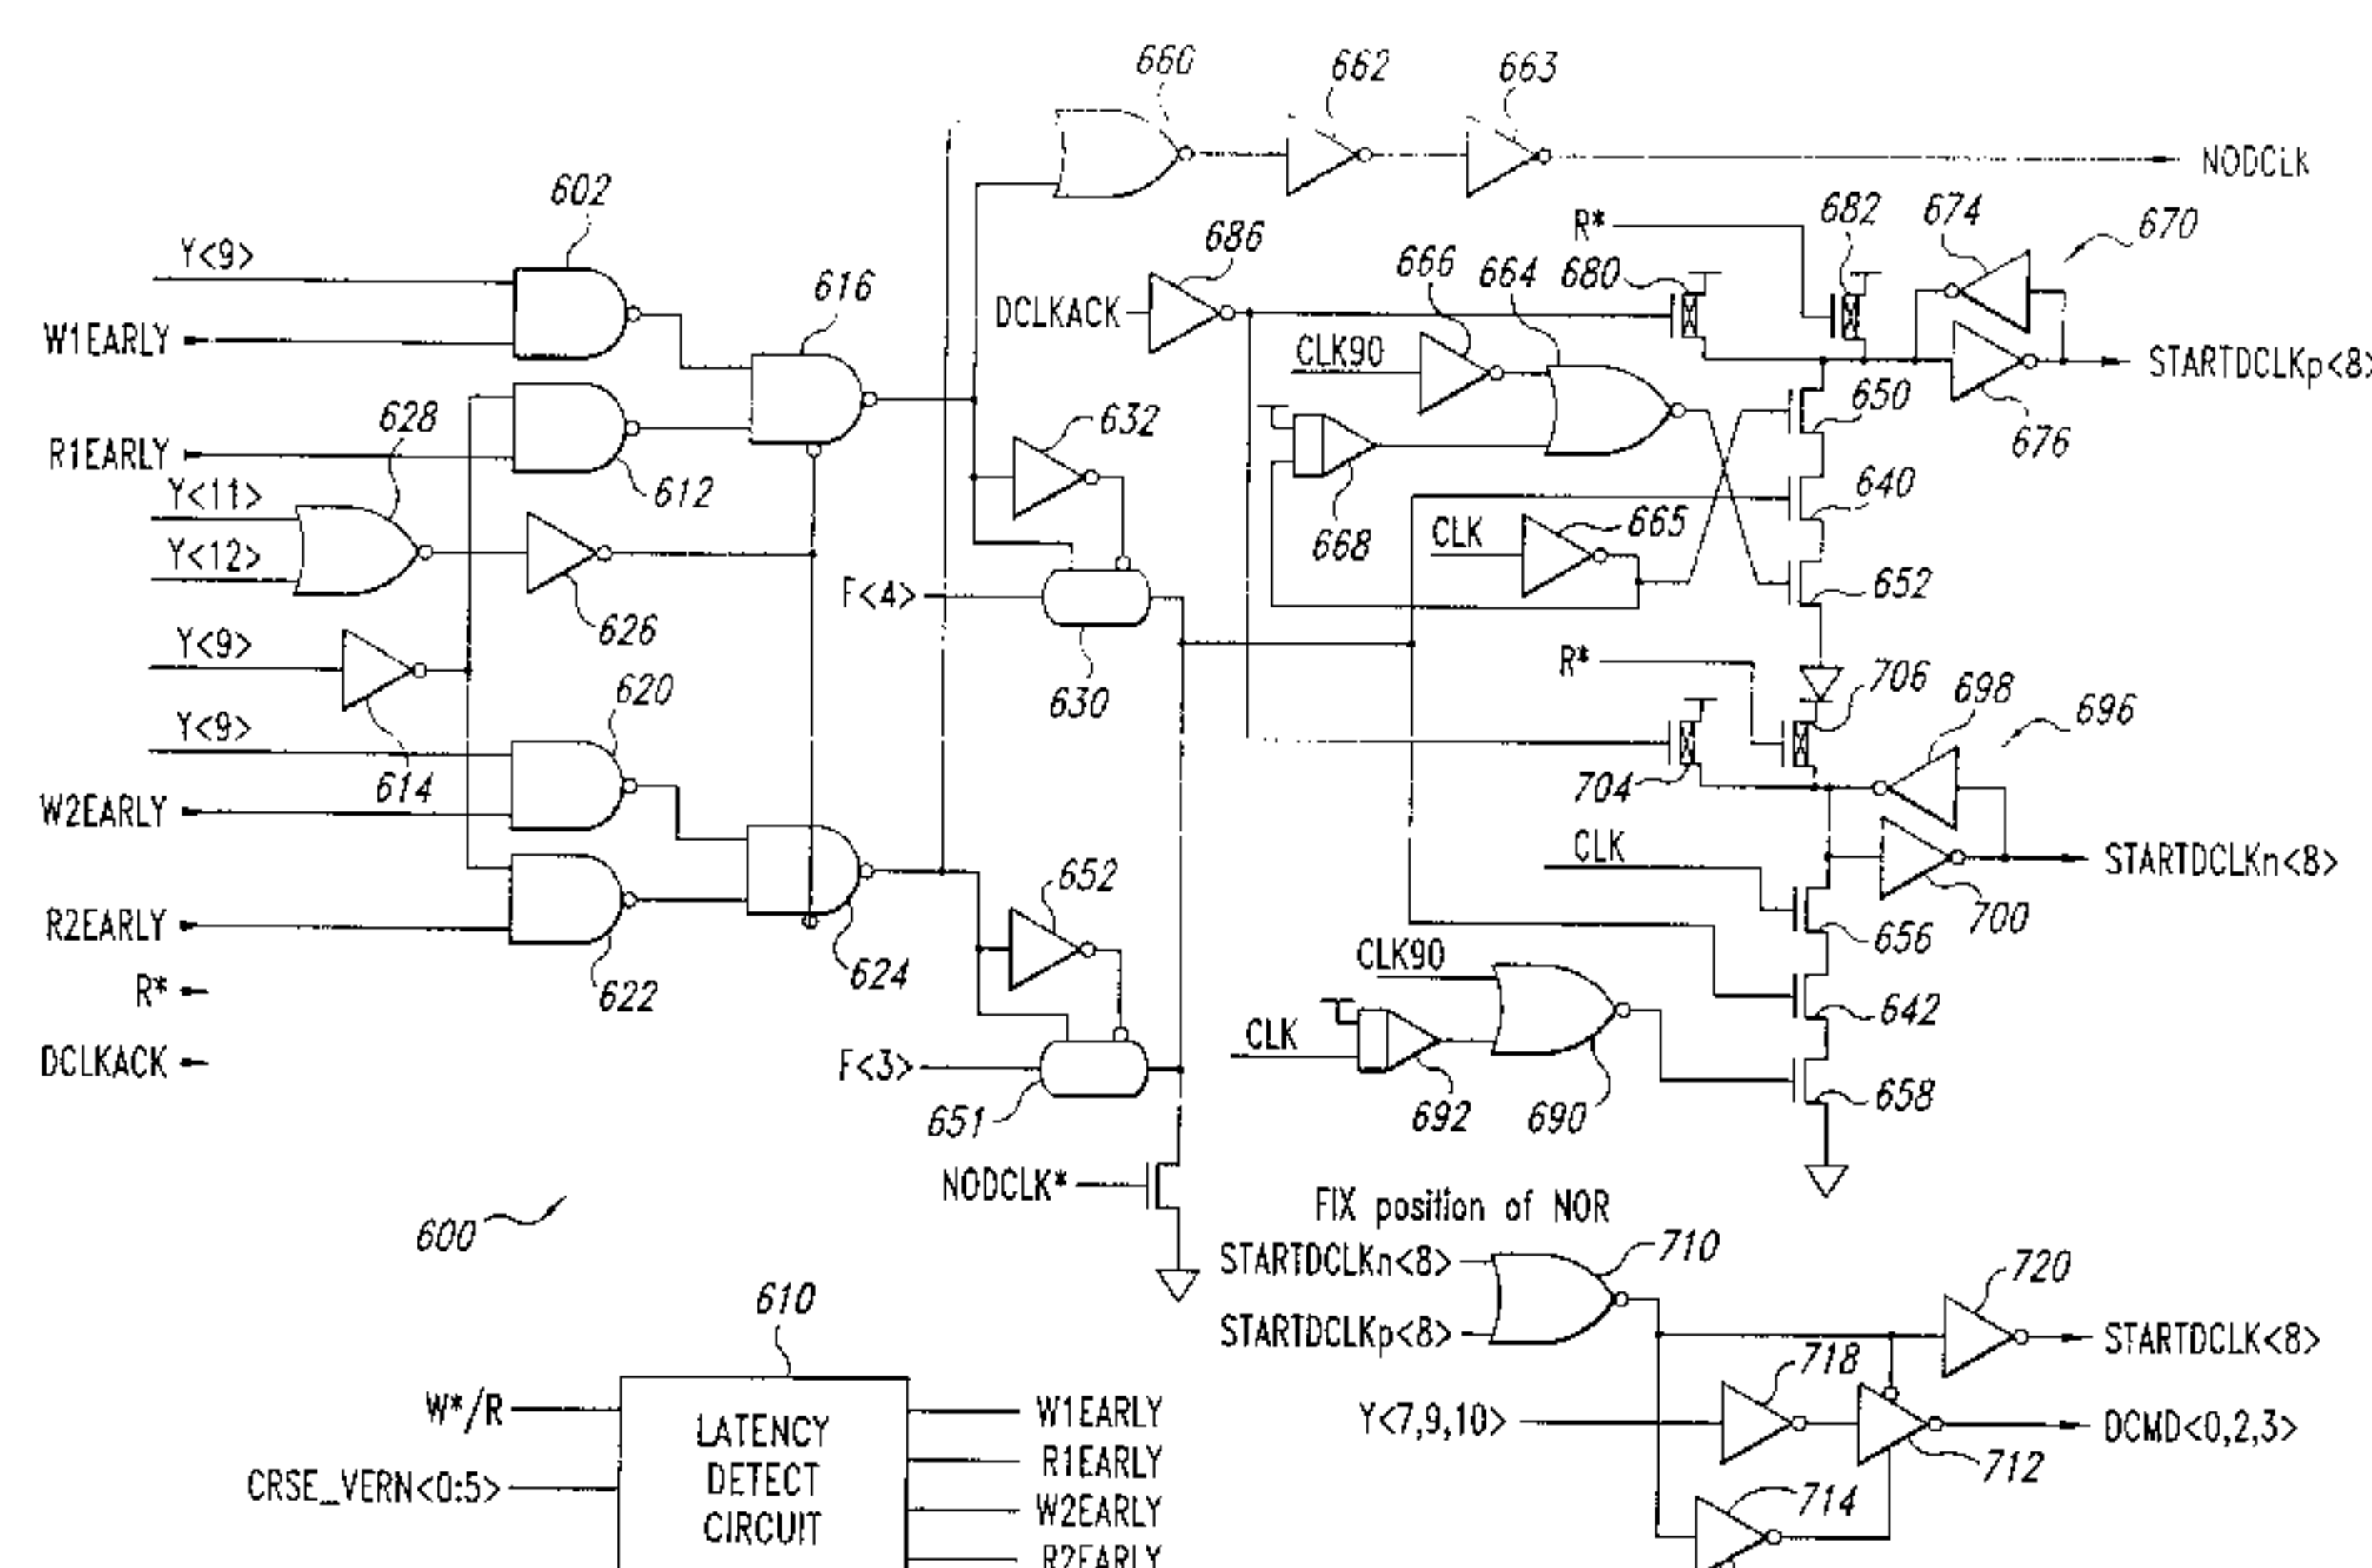 660
662
663
NODCLK
602
Y<9>
W1EARLY
616
686
DCLKACK
666
664
680
R*
682
674
670
CLK90
STARTDCLKp<8>
628
R1EARLY
612
632
650
676
Y<11>
Y<12>
668
CLK
665
640
626
F<4>
652
Y<9>
614
620
630
R*
706
698
696
Y<9>
W2EARLY
704
CLK
STARTDCLKn<8>
652
R2EARLY
622
624
656
700
R*
CLK90
642
DCLKACK
F<3>
651
CLK
692
690
658
NODCLK*
600
FIX position of NOR
STARTDCLKn<8>
710
720
610
STARTDCLKp<8>
STARTDCLK<8>
718
W*/R
LATENCY
DETECT
CIRCUIT
W1EARLY
Y<7,9,10>
DCMD<0,2,3>
712
CRSE_VERN<0:5>
R1EARLY
W2EARLY
714
R2EARLY